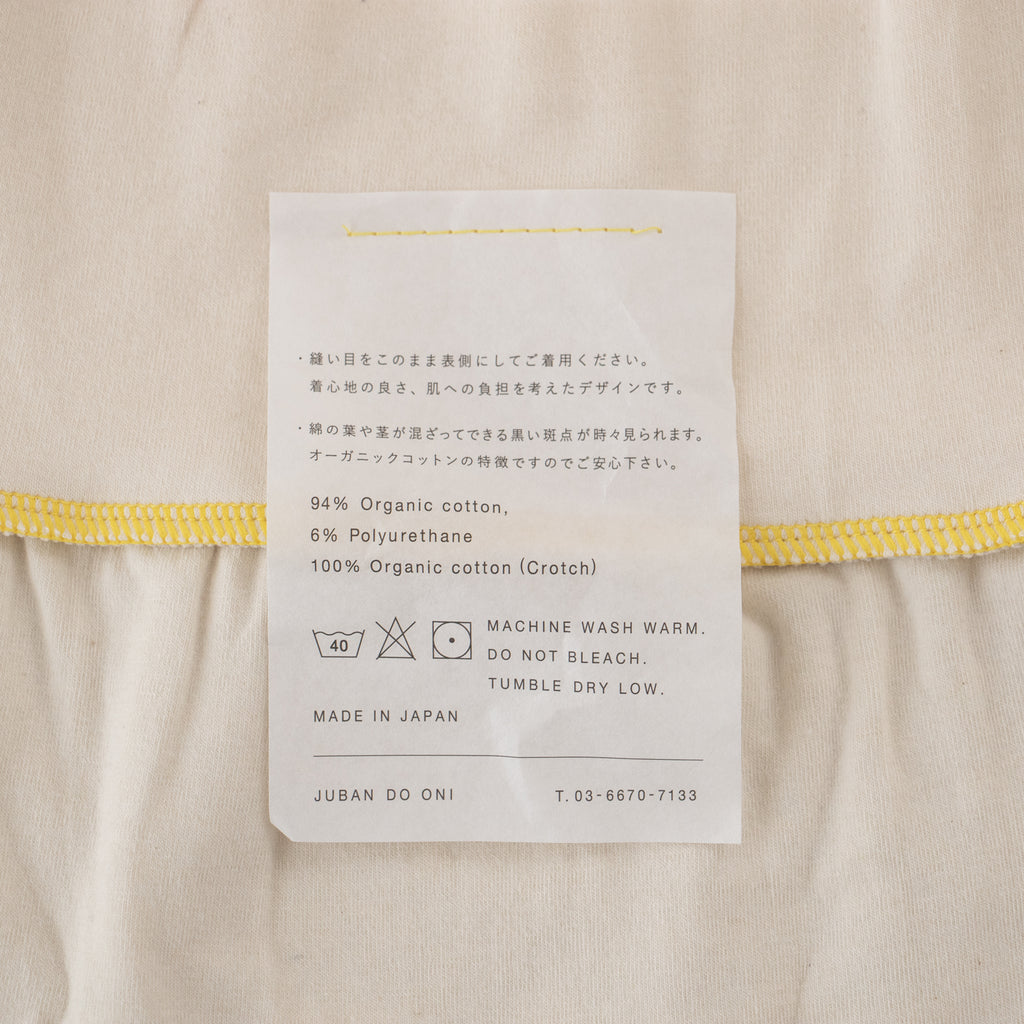 ・縫い目をこのまま表側にしてご着用ください。
着心地の良さ、肌への負担を考えたデザインです。
・綿の葉や茎が混ざってできる黒い斑点が時々見られます。
オーガニックコットンの特徴ですのでご安心下さい。
94% Organic cotton,
6% Polyurethane
100% Organic cotton (Crotch)
40
MACHINE WASH WARM.
DO NOT BLEACH.
TUMBLE DRY LOW.
MADE IN JAPAN
JUBAN DO ONI T. 03-6670-7133